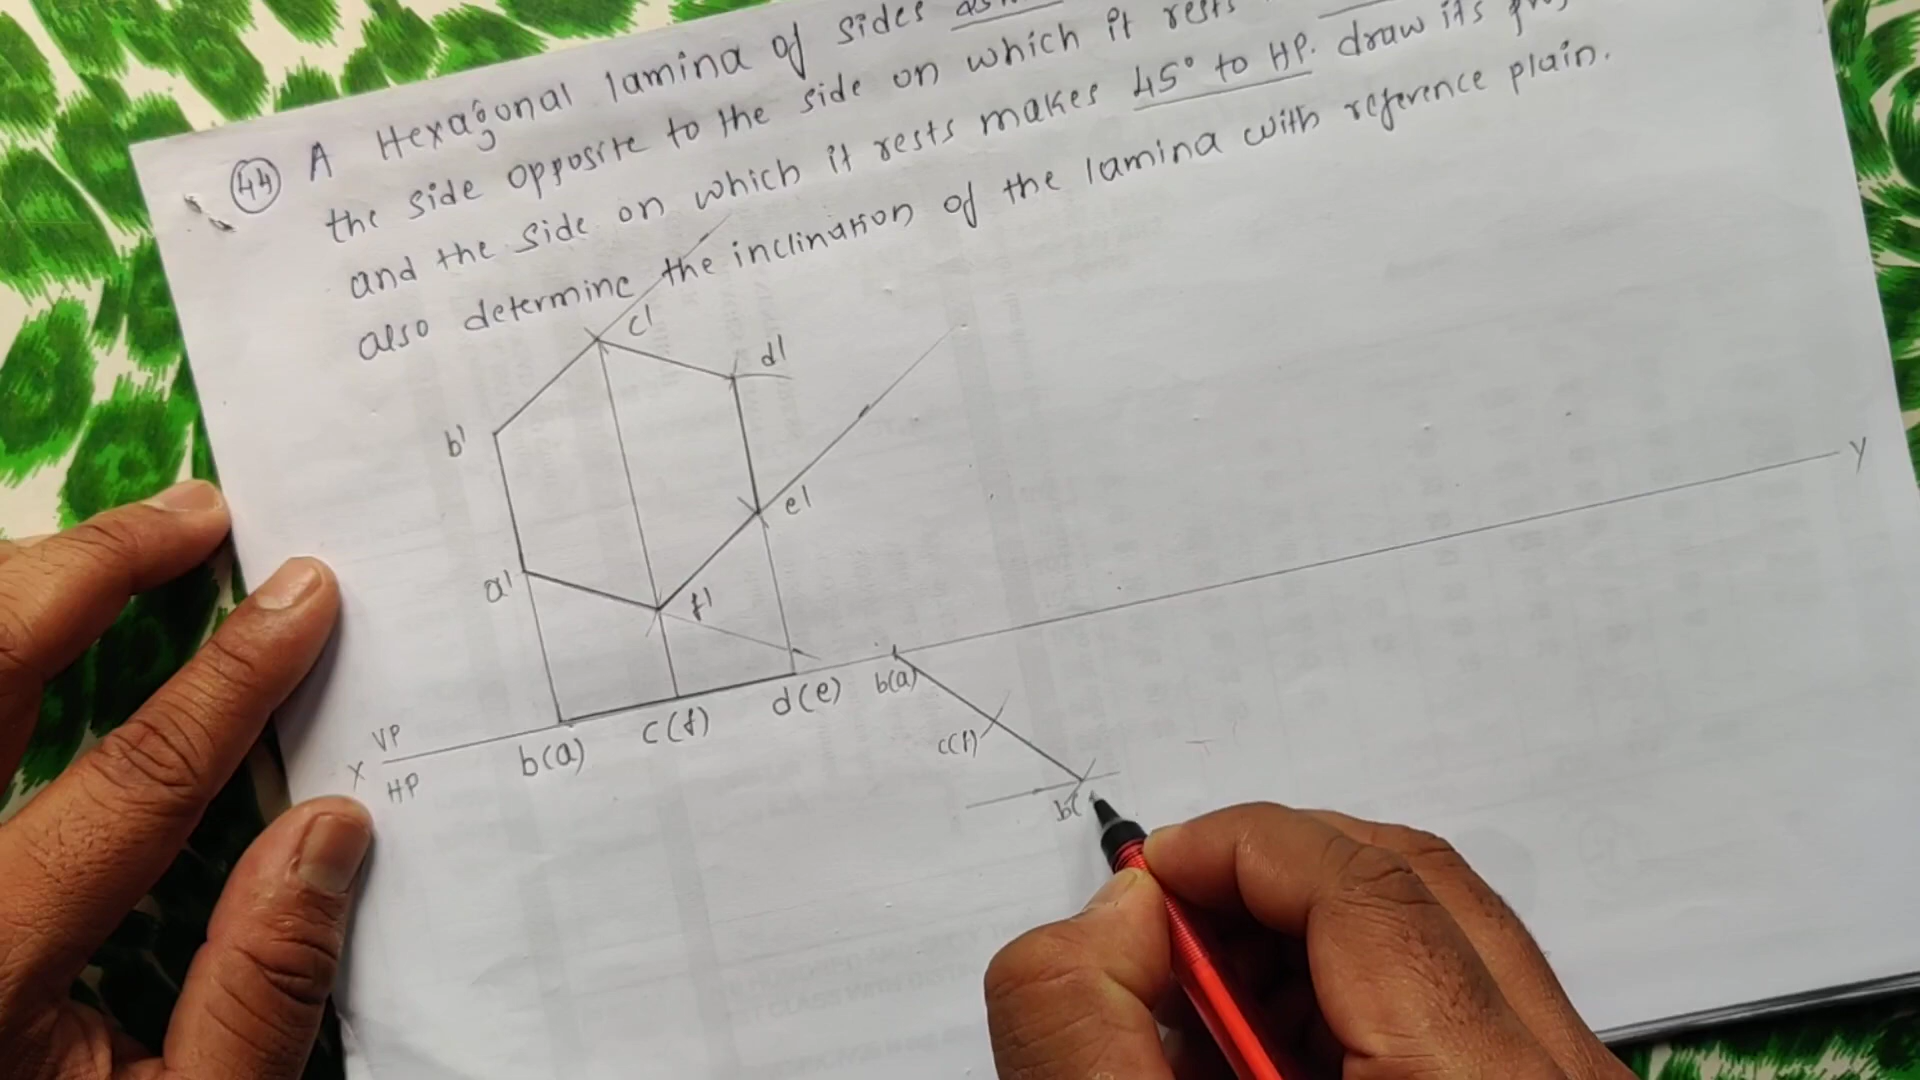 44 A Hexagonal lamina of sides
the side opposite to the side on which it rests
and the side on which it rests makes 45° to HP. draw its
also determine the inclination of the lamina with reference plain.
c'
d'
b'
e'
a'
f'
Y
VP
X
HP
b(a)
c(f)
d(e)
b(a)
c(f)
b(